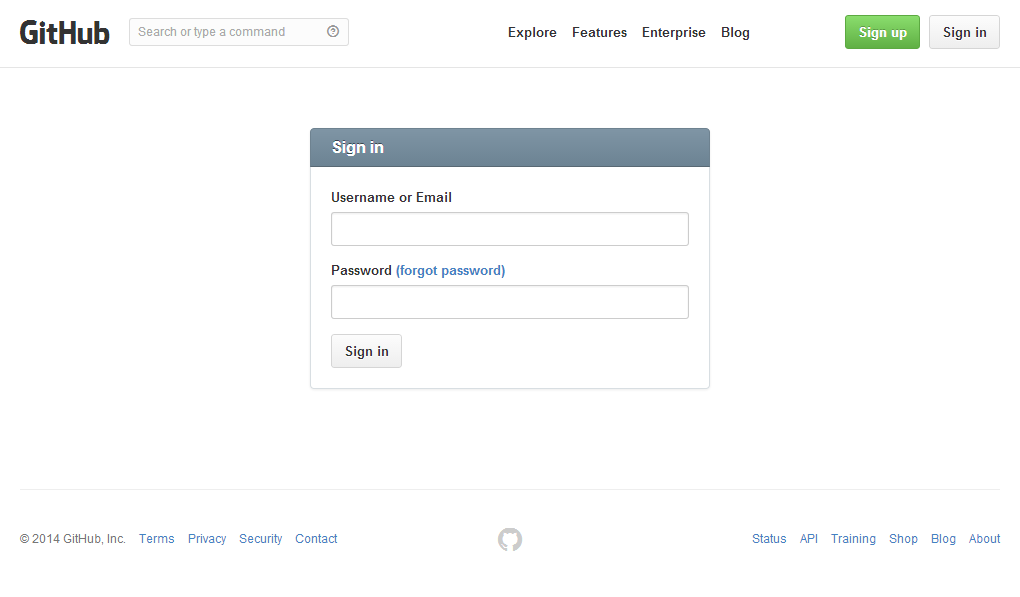 GitHub Search or type a command Explore Features Enterprise Blog Sign up Sign in
Sign in
Username or Email
Password (forgot password)
Sign in
© 2014 GitHub, Inc. Terms Privacy Security Contact Status API Training Shop Blog About